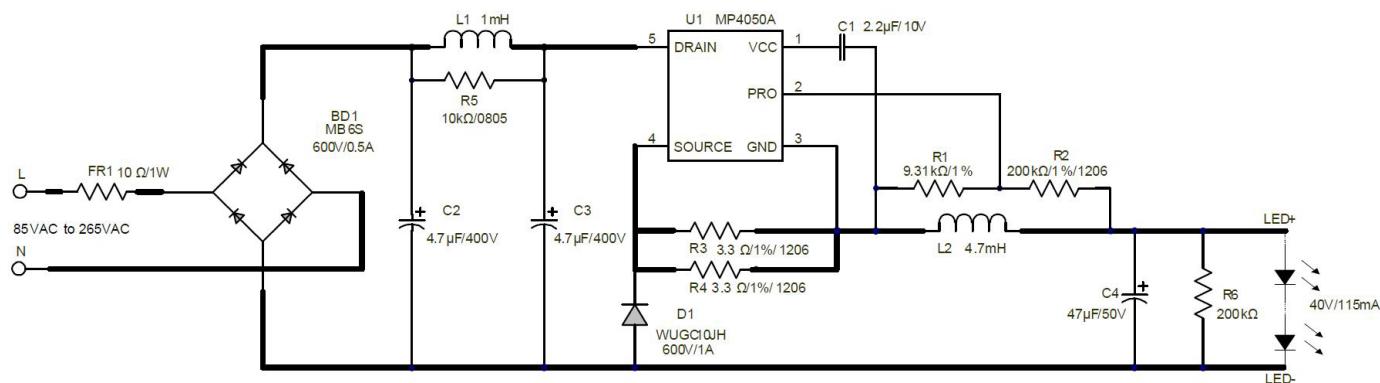 L1 1mH
U1 MP4050A
C1 2.2µF/10V
5
DRAIN
VCC
1
R5
10kΩ/0805
PRO
2
BD1
MB6S
600V/0.5A
4
SOURCE
GND
3
L
FR1 10 Ω/1W
R1
9.31kΩ/1%
R2
200kΩ/1%/1206
85VAC to 265VAC
C2
4.7µF/400V
C3
4.7µF/400V
LED+
N
R3 3.3 Ω/1%/1206
L2 4.7mH
R4 3.3 Ω/1%/1206
C4
47µF/50V
R6
200kΩ
40V/115mA
D1
WUGC10JH
600V/1A
LED-